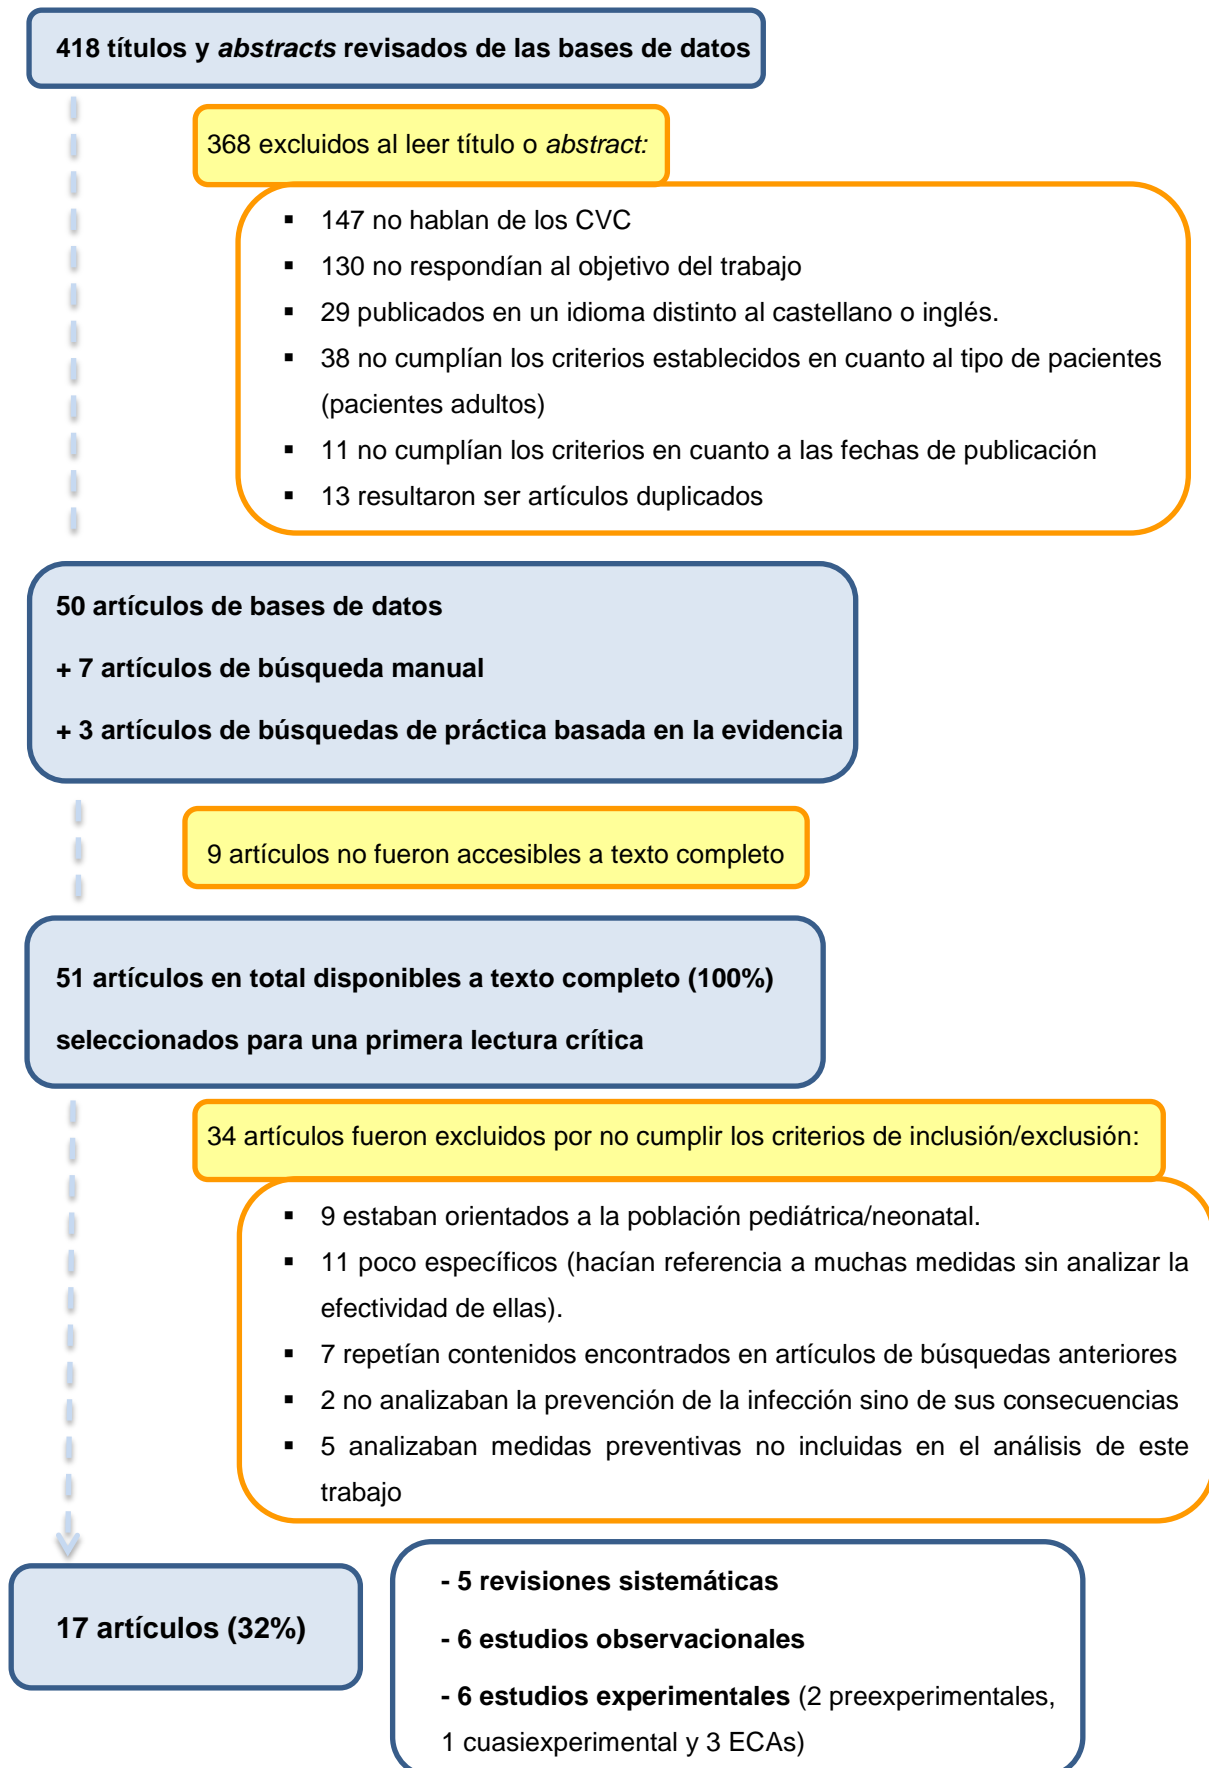 418 títulos y abstracts revisados de las bases de datos
368 excluidos al leer título o abstract:
▪ 147 no hablan de los CVC
▪ 130 no respondían al objetivo del trabajo
▪ 29 publicados en un idioma distinto al castellano o inglés.
▪ 38 no cumplían los criterios establecidos en cuanto al tipo de pacientes
(pacientes adultos)
▪ 11 no cumplían los criterios en cuanto a las fechas de publicación
▪ 13 resultaron ser artículos duplicados
50 artículos de bases de datos
+ 7 artículos de búsqueda manual
+ 3 artículos de búsquedas de práctica basada en la evidencia
9 artículos no fueron accesibles a texto completo
51 artículos en total disponibles a texto completo (100%)
seleccionados para una primera lectura crítica
34 artículos fueron excluidos por no cumplir los criterios de inclusión/exclusión:
▪ 9 estaban orientados a la población pediátrica/neonatal.
▪ 11 poco específicos (hacían referencia a muchas medidas sin analizar la
efectividad de ellas).
▪ 7 repetían contenidos encontrados en artículos de búsquedas anteriores
▪ 2 no analizaban la prevención de la infección sino de sus consecuencias
▪ 5 analizaban medidas preventivas no incluidas en el análisis de este
trabajo
17 artículos (32%)
- 5 revisiones sistemáticas
- 6 estudios observacionales
- 6 estudios experimentales (2 preexperimentales,
1 cuasiexperimental y 3 ECAs)